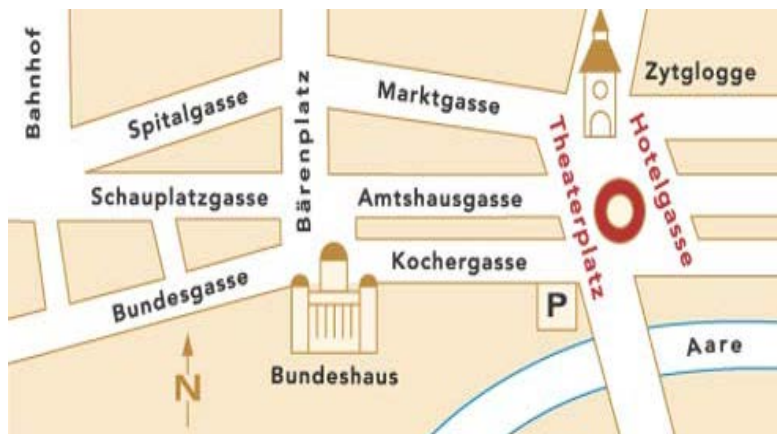 Bahnhof
Spitalgasse
Bärenplatz
Marktgasse
Zytglogge
Theaterplatz
Hotelgasse
Schauplatzgasse
Amtshausgasse
Kochergasse
Bundesgasse
P
Aare
Bundeshaus
N